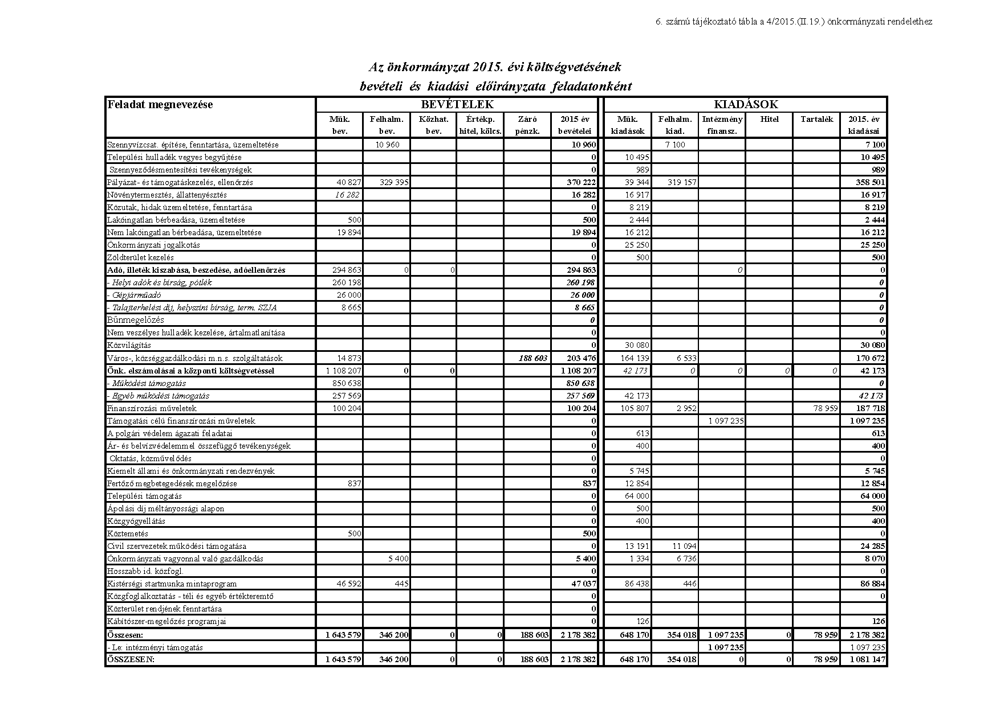 6. számú tájékoztató tábla a 4/2015.(II.19.) önkormányzati rendelethez
Az önkormányzat 2015. évi költségvetésének
bevételi és kiadási előirányzata feladatonként
Feladat megnevezése BEVÉTELEK KIADÁSOK
Műk. Felhalm. Közhat. Értékp. Záró 2015 év Műk. Felhalm. Intézmény Hitel Tartalék 2015. év
bev. bev. bev. hitel, kölcs. pénzk. bevételei kiadások kiad. finansz. kiadásai
Szennyvízcsat. építése, fenntartása, üzemeltetése 10 960 10 960 7 100 7 100
Települési hulladék vegyes begyűjtése 0 10 495 10 495
Szennyeződésmentesítési tevékenységek 0 989 989
Pályázat- és támogatáskezelés, ellenőrzés 40 827 329 395 370 222 39 344 319 157 358 501
Növénytermesztés, állattenyésztés 16 282 16 282 16 917 16 917
Közutak, hidak üzemeltetése, fenntartása 0 8 219 8 219
Lakóingatlan bérbeadása, üzemeltetése 500 500 2 444 2 444
Nem lakóingatlan bérbeadása, üzemeltetése 19 894 19 894 16 212 16 212
Önkormányzati jogalkotás 0 25 250 25 250
Zöldterület kezelés 0 500 500
Adó, illeték kiszabása, beszedése, adóellenőrzés 294 863 0 0 294 863 0 0
- Helyi adók és bírság, pótlék 260 198 260 198 0
- Gépjárműadó 26 000 26 000 0
- Talajterhelési díj, helyszíni bírság, term. SZJA 8 665 8 665 0
Bűnmegelőzés 0 0
Nem veszélyes hulladék kezelése, ártalmatlanítása 0 0
Közvilágítás 0 30 080 30 080
Város-, községgazdálkodási m.n.s. szolgáltatások 14 873 188 603 203 476 164 139 6 533 170 672
Önk. elszámolásai a központi költségvetéssel 1 108 207 0 0 1 108 207 42 173 0 0 0 0 42 173
- Működési támogatás 850 638 850 638 0
- Egyéb működési támogatás 257 569 257 569 42 173 42 173
Finanszírozási műveletek 100 204 100 204 105 807 2 952 78 959 187 718
Támogatási célú finanszírozási műveletek 0 1 097 235 1 097 235
A polgári védelem ágazati feladatai 0 613 613
Ár- és belvízvédelemmel összefüggő tevékenységek 0 400 400
Oktatás, közművelődés 0 0
Kiemelt állami és önkormányzati rendezvények 0 5 745 5 745
Fertőző megbetegedések megelőzése 837 837 12 854 12 854
Települési támogatás 0 64 000 64 000
Ápolási díj méltányossági alapon 0 500 500
Közgyógyellátás 0 400 400
Köztemetés 500 500 0
Civil szervezetek működési támogatása 0 13 191 11 094 24 285
Önkormányzati vagyonnal való gazdálkodás 5 400 5 400 1 334 6 736 8 070
Hosszabb id. közfogl. 0 0
Kistérségi startmunka mintaprogram 46 592 445 47 037 86 438 446 86 884
Közgfoglalkoztatás - téli és egyéb értékteremtő 0 0
Közterület rendjének fenntartása 0
Kábítószer-megelőzés programjai 0 126 126
Összesen: 1 643 579 346 200 0 0 188 603 2 178 382 648 170 354 018 1 097 235 0 78 959 2 178 382
- Le: intézményi támogatás 1 097 235 1 097 235
ÖSSZESEN: 1 643 579 346 200 0 0 188 603 2 178 382 648 170 354 018 0 0 78 959 1 081 147